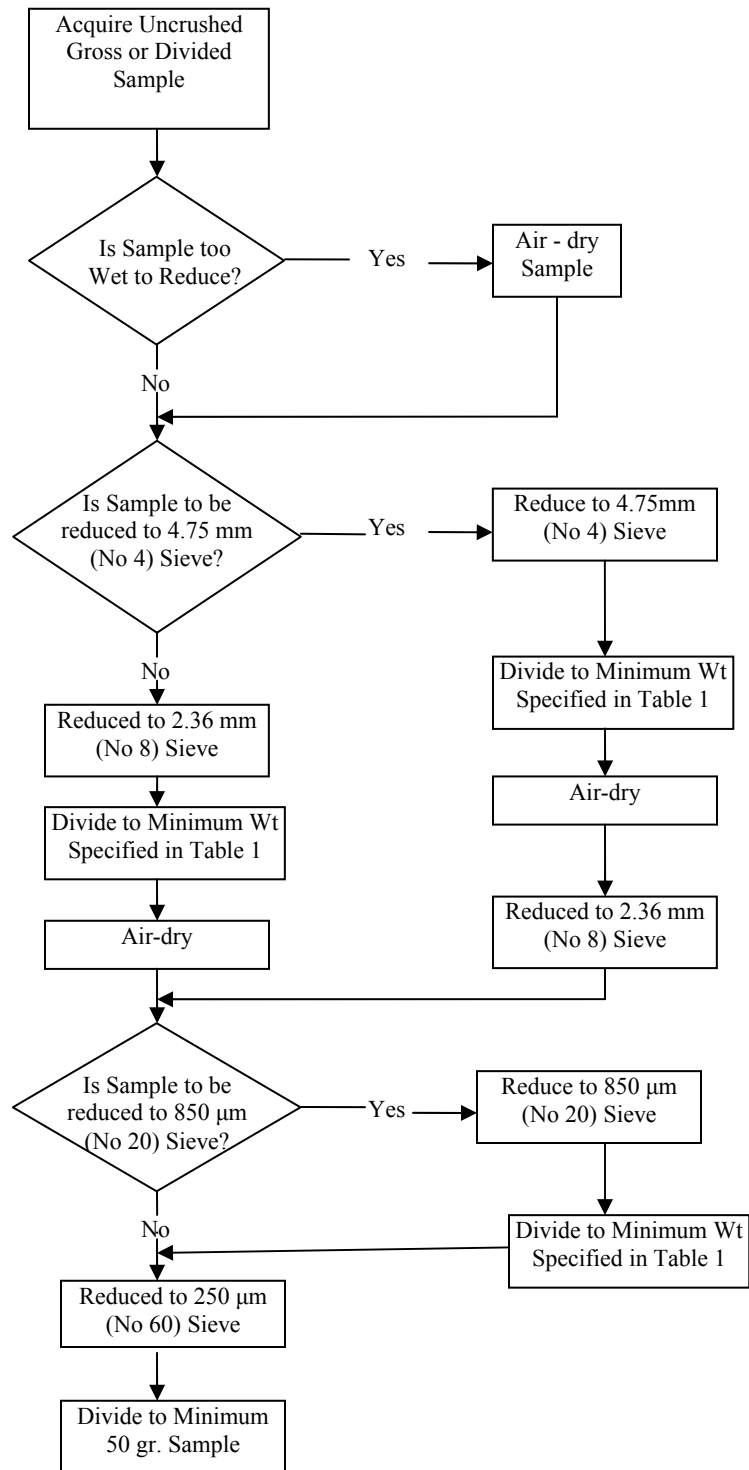 Acquire Uncrushed
Gross or Divided
Sample
Is Sample too
Wet to Reduce?
Yes
Air - dry
Sample
No
Is Sample to be
reduced to 4.75 mm
(No 4) Sieve?
Yes
Reduce to 4.75mm
(No 4) Sieve
Divide to Minimum Wt
Specified in Table 1
Air-dry
Reduced to 2.36 mm
(No 8) Sieve
No
Reduced to 2.36 mm
(No 8) Sieve
Divide to Minimum Wt
Specified in Table 1
Air-dry
Is Sample to be
reduced to 850 μm
(No 20) Sieve?
Yes
Reduce to 850 μm
(No 20) Sieve
Divide to Minimum Wt
Specified in Table 1
No
Reduced to 250 μm
(No 60) Sieve
Divide to Minimum
50 gr. Sample